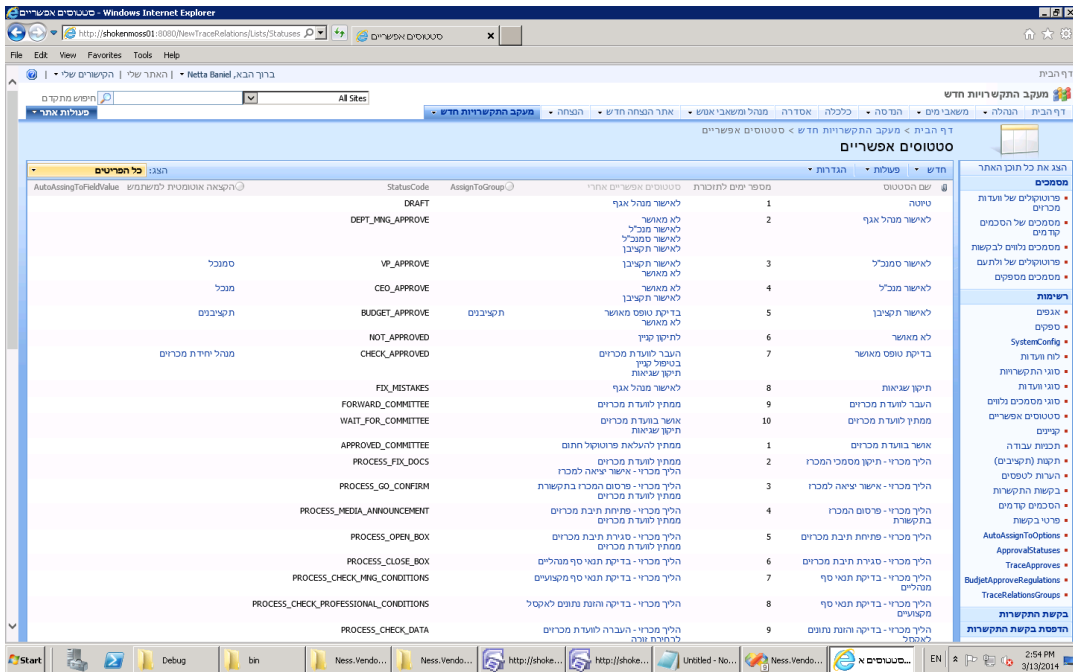 סטטוסים אפשריים - Windows Internet Explorer
http://shokenmoss01:8080/NewTraceRelations/Lists/Statuses
סטטוסים אפשריים
File Edit View Favorites Tools Help
דף הבית
ברוך הבא, Netta Baniel | האתר שלי | הקישורים שלי
מעקב התקשרויות חדש
All Sites
חיפוש מתקדם
דף הבית הנהלה משאבי מים הנדסה כלכלה אסדרה מנהל ומשאבי אנוש אתר הנצחה חדש הנצחה מעקב התקשרויות חדש
פעולות אתר
דף הבית > מעקב התקשרויות חדש > סטטוסים אפשריים
סטטוסים אפשריים
הצג את כל תוכן האתר
מסמכים
פרוטוקולים של וועדות מכרזים
מסמכים של הסכמים קודמים
מסמכים נלווים לבקשות
פרוטוקולים של ולתעם
מסמכים מספקים
רשימות
אגפים
ספקים
SystemConfig
לוח וועדות
סוגי התקשרויות
סוגי וועדות
סוגי מסמכים נלווים
סטטוסים אפשריים
קניינים
תכניות עבודה
תקנות (תקציבים)
הערות לטפסים
בקשות התקשרות
הסכמים קודמים
פרטי בקשות
AutoAssignToOptions
ApprovalStatuses
TraceApproves
BudjetApproveRegulations
TraceRelationsGroups
בקשת התקשרות
הדפסת בקשת התקשרות
חדש פעולות הגדרות
הצג: כל הפריטים
שם הסטטוס מספר ימים לתזכורת סטטוסים אפשריים אחרי AssignToGroup StatusCode הקצאה אוטומטית למשתמש AutoAssingToFieldValue
טיוטה 1 לאישור מנהל אגף DRAFT
לאישור מנהל אגף 2 לא מאושר DEPT_MNG_APPROVE
לאישור מנכ"ל
לאישור סמנכ"ל
לאישור תקציבן
לאישור סמנכ"ל 3 לאישור תקציבן VP_APPROVE סמנכל
לא מאושר
לאישור מנכ"ל 4 לא מאושר CEO_APPROVE מנכל
לאישור תקציבן
לאישור תקציבן 5 בדיקת טופס מאושר תקציבנים BUDGET_APPROVE תקציבנים
לא מאושר
לא מאושר 6 לתיקון קניין NOT_APPROVED
בדיקת טופס מאושר 7 העבר לוועדת מכרזים CHECK_APPROVED מנהל יחידת מכרזים
בטיפול קניין
תיקון שגיאות
תיקון שגיאות 8 לאישור מנהל אגף FIX_MISTAKES
העבר לוועדת מכרזים 9 ממתין לוועדת מכרזים FORWARD_COMMITTEE
ממתין לוועדת מכרזים 10 אושר בוועדת מכרזים WAIT_FOR_COMMITTEE
תיקון שגיאות
אושר בוועדת מכרזים 1 ממתין להעלאת פרוטוקול חתום APPROVED_COMMITTEE
הליך מכרזי - תיקון מסמכי המכרז 2 ממתין לוועדת מכרזים PROCESS_FIX_DOCS
הליך מכרזי - אישור יציאה למכרז
הליך מכרזי - אישור יציאה למכרז 3 הליך מכרזי - פרסום המכרז בתקשורת PROCESS_GO_CONFIRM
ממתין לוועדת מכרזים
הליך מכרזי - פרסום המכרז בתקשורת 4 הליך מכרזי - פתיחת תיבת מכרזים PROCESS_MEDIA_ANNOUNCEMENT
ממתין לוועדת מכרזים
הליך מכרזי - פתיחת תיבת מכרזים 5 הליך מכרזי - סגירת תיבת מכרזים PROCESS_OPEN_BOX
ממתין לוועדת מכרזים
הליך מכרזי - סגירת תיבת מכרזים 6 הליך מכרזי - בדיקת תנאי סף מנהליים PROCESS_CLOSE_BOX
הליך מכרזי - בדיקת תנאי סף מנהליים 7 הליך מכרזי - בדיקת תנאי סף מקצועיים PROCESS_CHECK_MNG_CONDITIONS
הליך מכרזי - בדיקת תנאי סף מקצועיים 8 הליך מכרזי - בדיקה והזנת נתונים לאקסל PROCESS_CHECK_PROFESSIONAL_CONDITIONS
הליך מכרזי - בדיקה והזנת נתונים לאקסל 9 הליך מכרזי - העברה לוועדת מכרזים PROCESS_CHECK_DATA
לבחירת זוכה
Start Debug bin Ness.Vendo... Ness.Vendo... http://shoke... http://shoke... Untitled - No... Ness.Vendo... סטטוסים א... EN 2:54 PM
3/13/2014